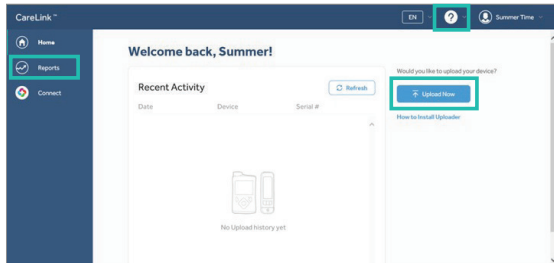 CareLink™
EN
?
Summer Time
Home
Reports
Connect
Welcome back, Summer!
Recent Activity
Refresh
Date Device Serial #
No Upload history yet
Would you like to upload your device?
Upload Now
How to Install Uploader